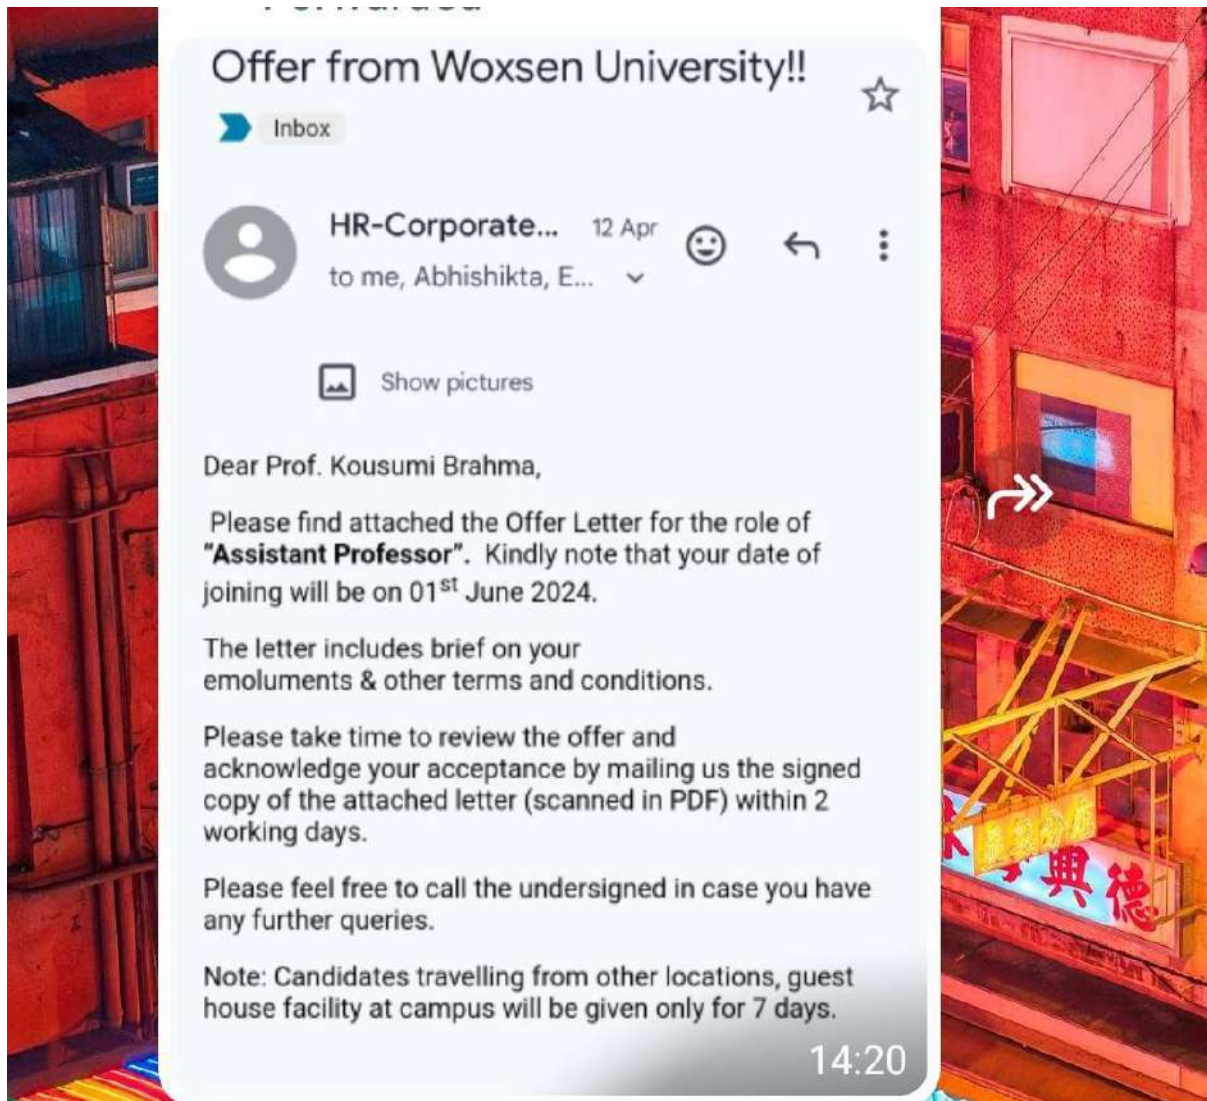 Forwarded
Offer from Woxsen University!!
Inbox
HR-Corporate... 12 Apr
to me, Abhishikta, E...
Show pictures
Dear Prof. Kousumi Brahma,
Please find attached the Offer Letter for the role of
"Assistant Professor". Kindly note that your date of
joining will be on 01st June 2024.
The letter includes brief on your
emoluments & other terms and conditions.
Please take time to review the offer and
acknowledge your acceptance by mailing us the signed
copy of the attached letter (scanned in PDF) within 2
working days.
Please feel free to call the undersigned in case you have
any further queries.
Note: Candidates travelling from other locations, guest
house facility at campus will be given only for 7 days.
14:20
興 德